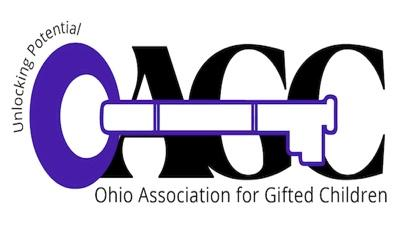 Unlocking Potential
OAGC
Ohio Association for Gifted Children